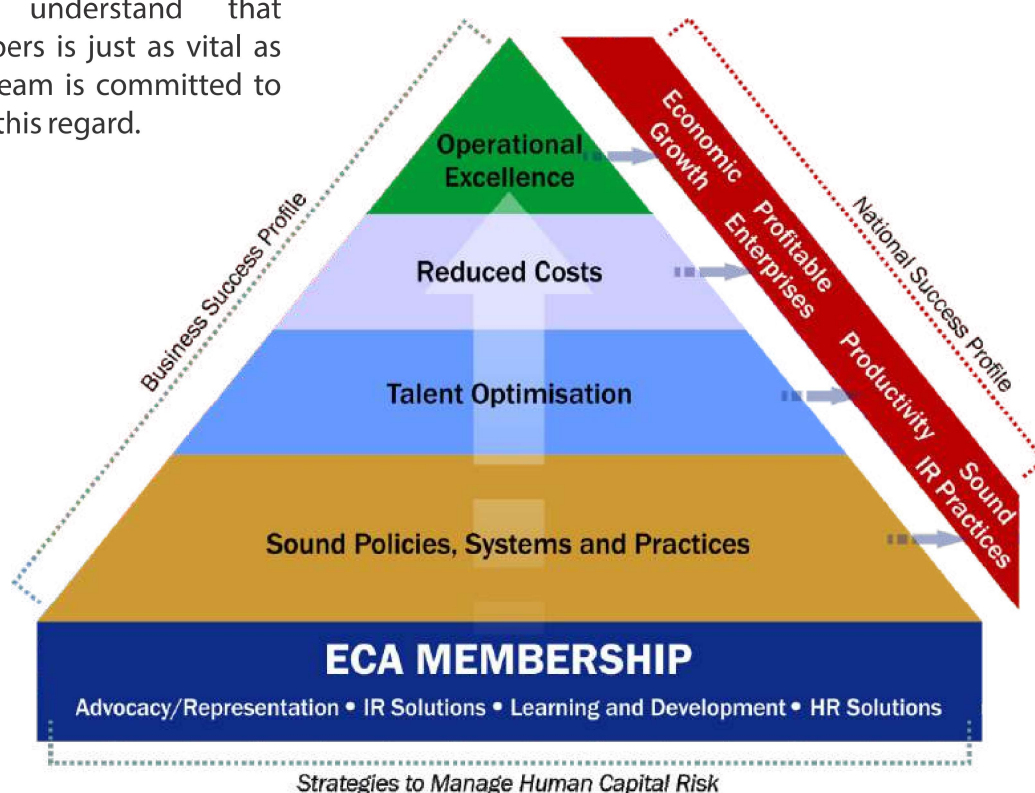 understand that
bers is just as vital as
eam is committed to
this regard.
Operational
Excellence
Reduced Costs
Talent Optimisation
Sound Policies, Systems and Practices
ECA MEMBERSHIP
Advocacy/Representation • IR Solutions • Learning and Development • HR Solutions
Strategies to Manage Human Capital Risk
Business Success Profile
Economic
Growth
Profitable
Enterprises
Productivity
Sound
IR Practices
National Success Profile